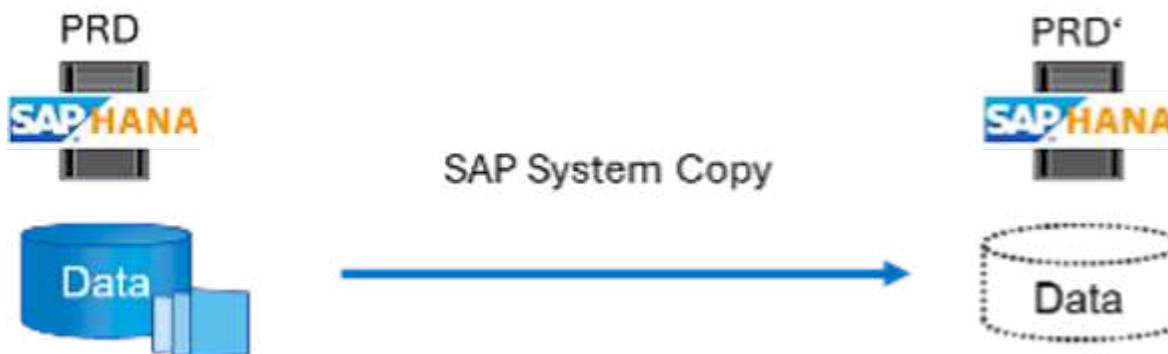 PRD
SAP HANA
Data
SAP System Copy
PRD‘
SAP HANA
Data